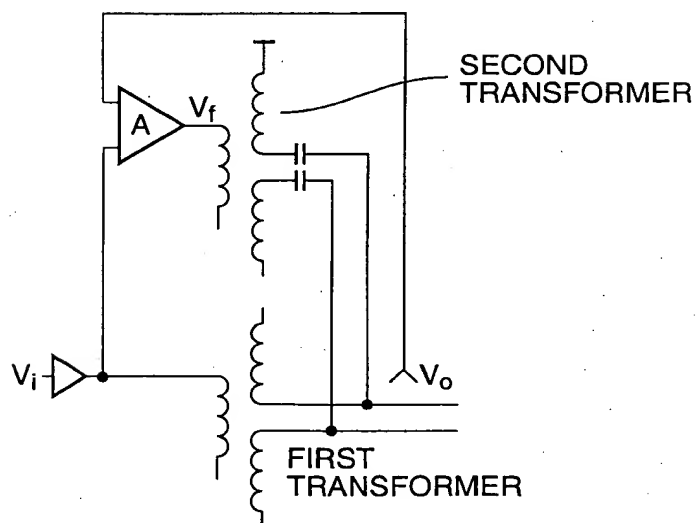 SECOND
TRANSFORMER
A
Vf
Vi
Vo
FIRST
TRANSFORMER